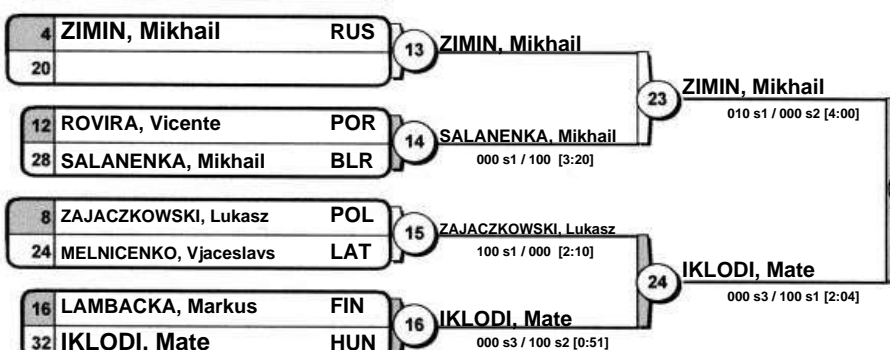 4 ZIMIN, Mikhail RUS
20
13
ZIMIN, Mikhail
12 ROVIRA, Vicente POR
28 SALANENKA, Mikhail BLR
14
SALANENKA, Mikhail
000 s1 / 100 [3:20]
23
ZIMIN, Mikhail
010 s1 / 000 s2 [4:00]
8 ZAJACZKOWSKI, Lukasz POL
24 MELNICENKO, Vjaceslavs LAT
15
ZAJACZKOWSKI, Lukasz
100 s1 / 000 [2:10]
16 LAMBACKA, Markus FIN
32 IKLODI, Mate HUN
16
IKLODI, Mate
000 s3 / 100 s2 [0:51]
24
IKLODI, Mate
000 s3 / 100 s1 [2:04]